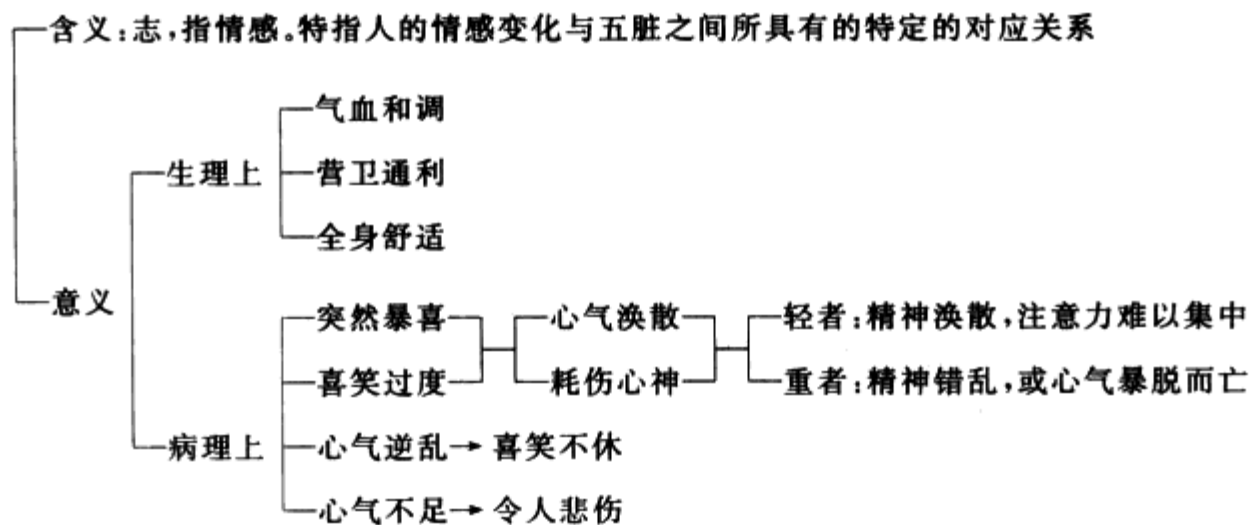 含义:志,指情感。特指人的情感变化与五脏之间所具有的特定的对应关系
意义
生理上
气血和调
营卫通利
全身舒适
病理上
突然暴喜
喜笑过度
心气涣散
耗伤心神
轻者:精神涣散,注意力难以集中
重者:精神错乱,或心气暴脱而亡
心气逆乱→喜笑不休
心气不足→令人悲伤